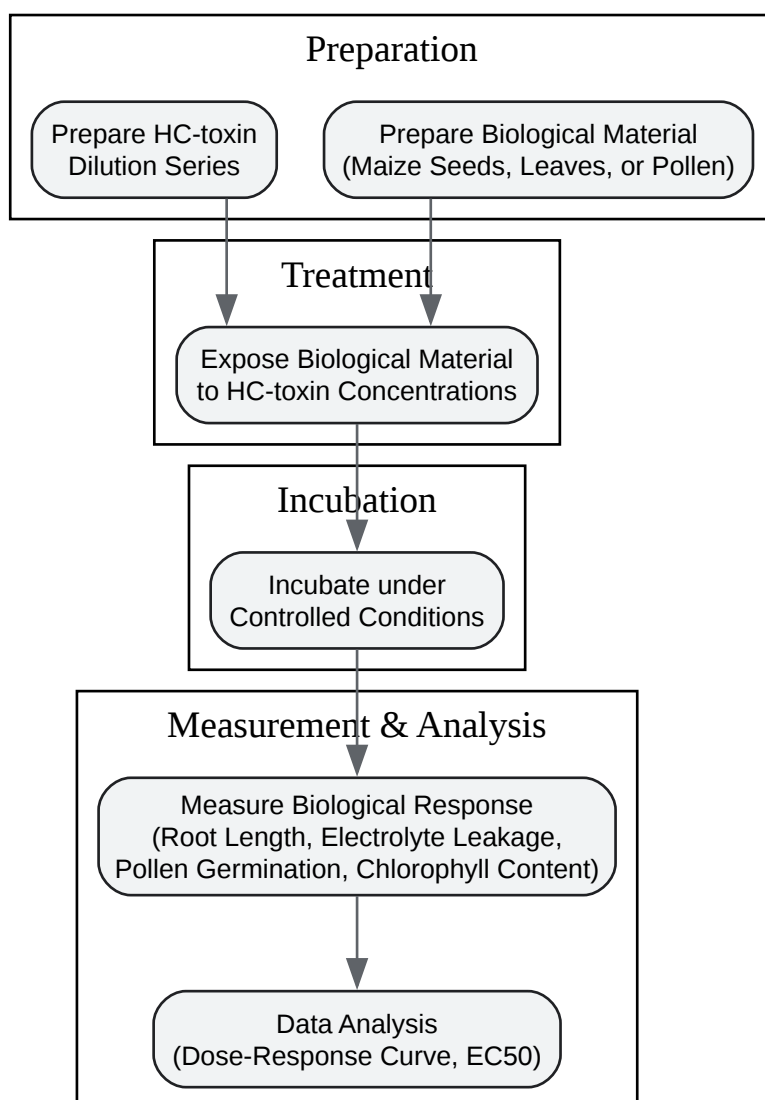 Preparation
Prepare HC-toxin
Dilution Series
Prepare Biological Material
(Maize Seeds, Leaves, or Pollen)
Treatment
Expose Biological Material
to HC-toxin Concentrations
Incubation
Incubate under
Controlled Conditions
Measurement & Analysis
Measure Biological Response
(Root Length, Electrolyte Leakage,
Pollen Germination, Chlorophyll Content)
Data Analysis
(Dose-Response Curve, EC50)